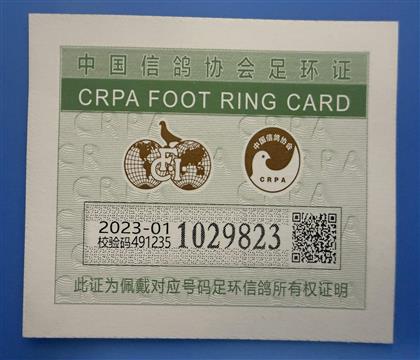 中国信鸽协会足环证
CRPA FOOT RING CARD
FCI
中国信鸽协会
CRPA
2023-01
校验码491235
1029823
此证为佩戴对应号码足环信鸽所有权证明